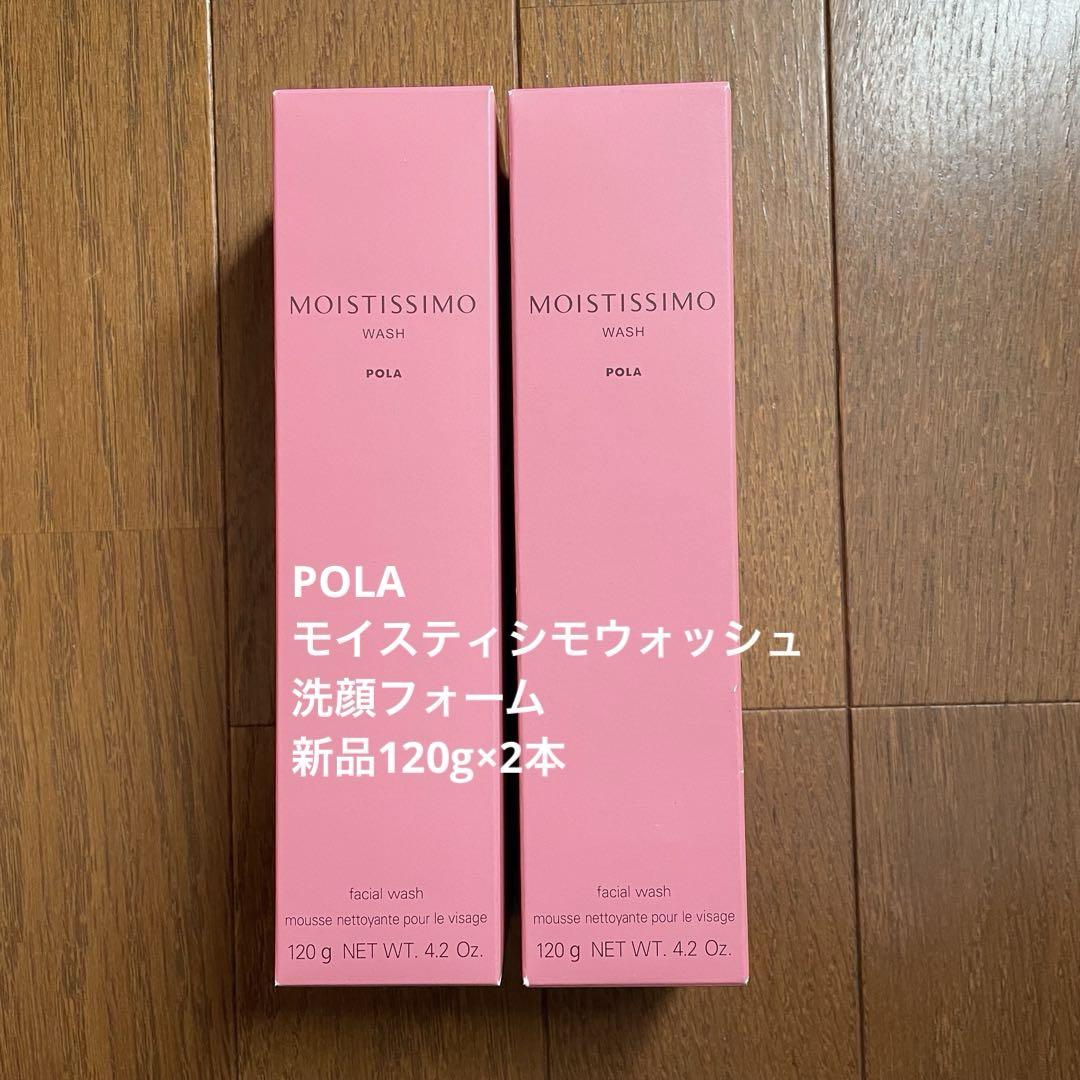 MOISTISSIMO
WASH
POLA
facial wash
mousse nettoyante pour le visage
120 g NET WT. 4.2 Oz.
MOISTISSIMO
WASH
POLA
facial wash
mousse nettoyante pour le visage
120 g NET WT. 4.2 Oz.
POLA
モイスティシモウォッシュ
洗顔フォーム
新品120g×2本